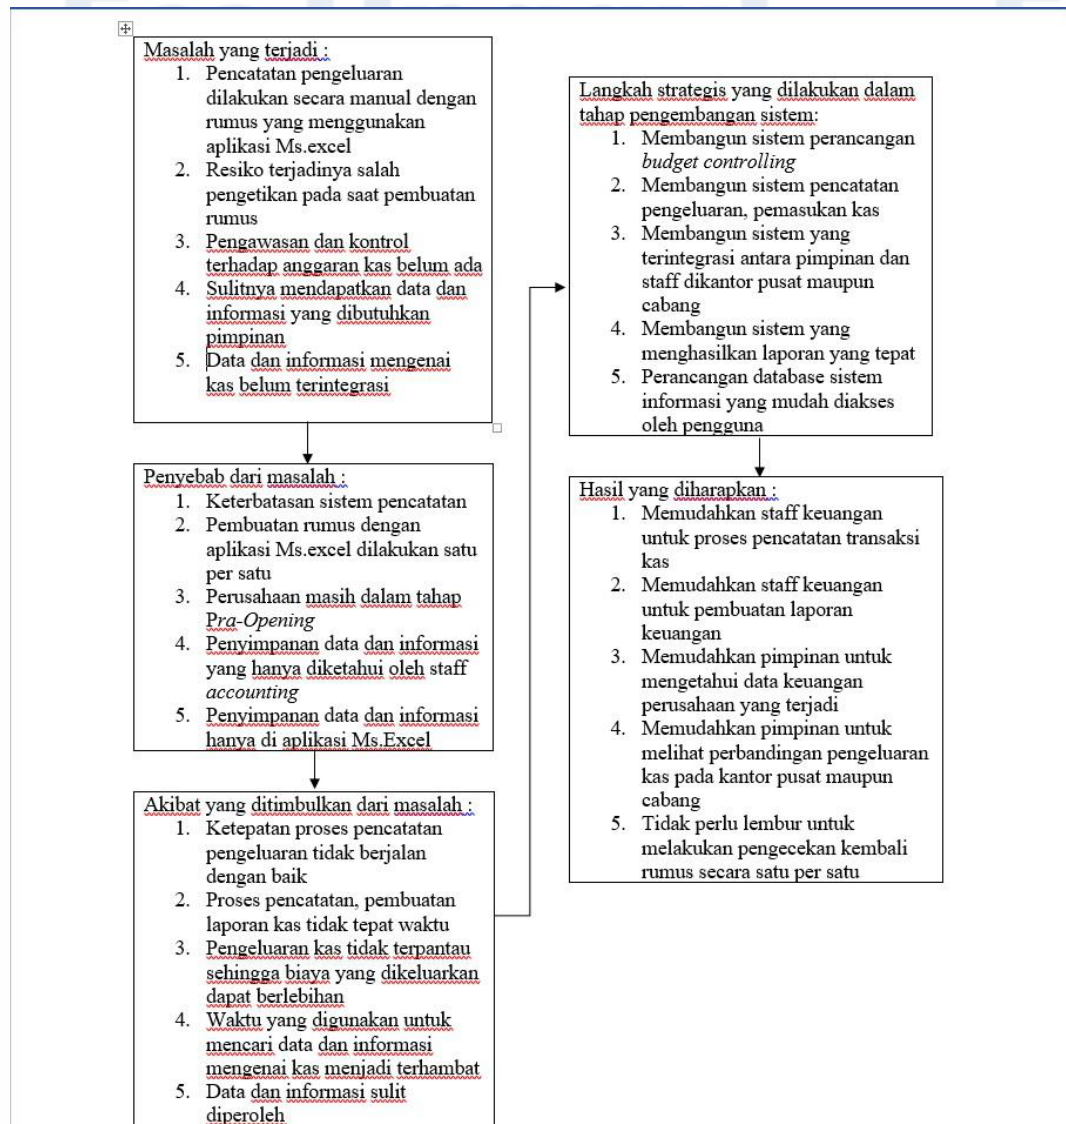 Masalah yang terjadi :
1. Pencatatan pengeluaran
dilakukan secara manual dengan
rumus yang menggunakan
aplikasi Ms.excel
2. Resiko terjadinya salah
pengetikan pada saat pembuatan
rumus
3. Pengawasan dan kontrol
terhadap anggaran kas belum ada
4. Sulitnya mendapatkan data dan
informasi yang dibutuhkan
pimpinan
5. Data dan informasi mengenai
kas belum terintegrasi
Penyebab dari masalah :
1. Keterbatasan sistem pencatatan
2. Pembuatan rumus dengan
aplikasi Ms.excel dilakukan satu
per satu
3. Perusahaan masih dalam tahap
Pra-Opening
4. Penyimpanan data dan informasi
yang hanya diketahui oleh staff
accounting
5. Penyimpanan data dan informasi
hanya di aplikasi Ms.Excel
Akibat yang ditimbulkan dari masalah :
1. Ketepatan proses pencatatan
pengeluaran tidak berjalan
dengan baik
2. Proses pencatatan, pembuatan
laporan kas tidak tepat waktu
3. Pengeluaran kas tidak terpantau
sehingga biaya yang dikeluarkan
dapat berlebihan
4. Waktu yang digunakan untuk
mencari data dan informasi
mengenai kas menjadi terhambat
5. Data dan informasi sulit
diperoleh
Langkah strategis yang dilakukan dalam
tahap pengembangan sistem:
1. Membangun sistem perancangan
budget controlling
2. Membangun sistem pencatatan
pengeluaran, pemasukan kas
3. Membangun sistem yang
terintegrasi antara pimpinan dan
staff dikantor pusat maupun
cabang
4. Membangun sistem yang
menghasilkan laporan yang tepat
5. Perancangan database sistem
informasi yang mudah diakses
oleh pengguna
Hasil yang diharapkan :
1. Memudahkan staff keuangan
untuk proses pencatatan transaksi
kas
2. Memudahkan staff keuangan
untuk pembuatan laporan
keuangan
3. Memudahkan pimpinan untuk
mengetahui data keuangan
perusahaan yang terjadi
4. Memudahkan pimpinan untuk
melihat perbandingan pengeluaran
kas pada kantor pusat maupun
cabang
5. Tidak perlu lembur untuk
melakukan pengecekan kembali
rumus secara satu per satu